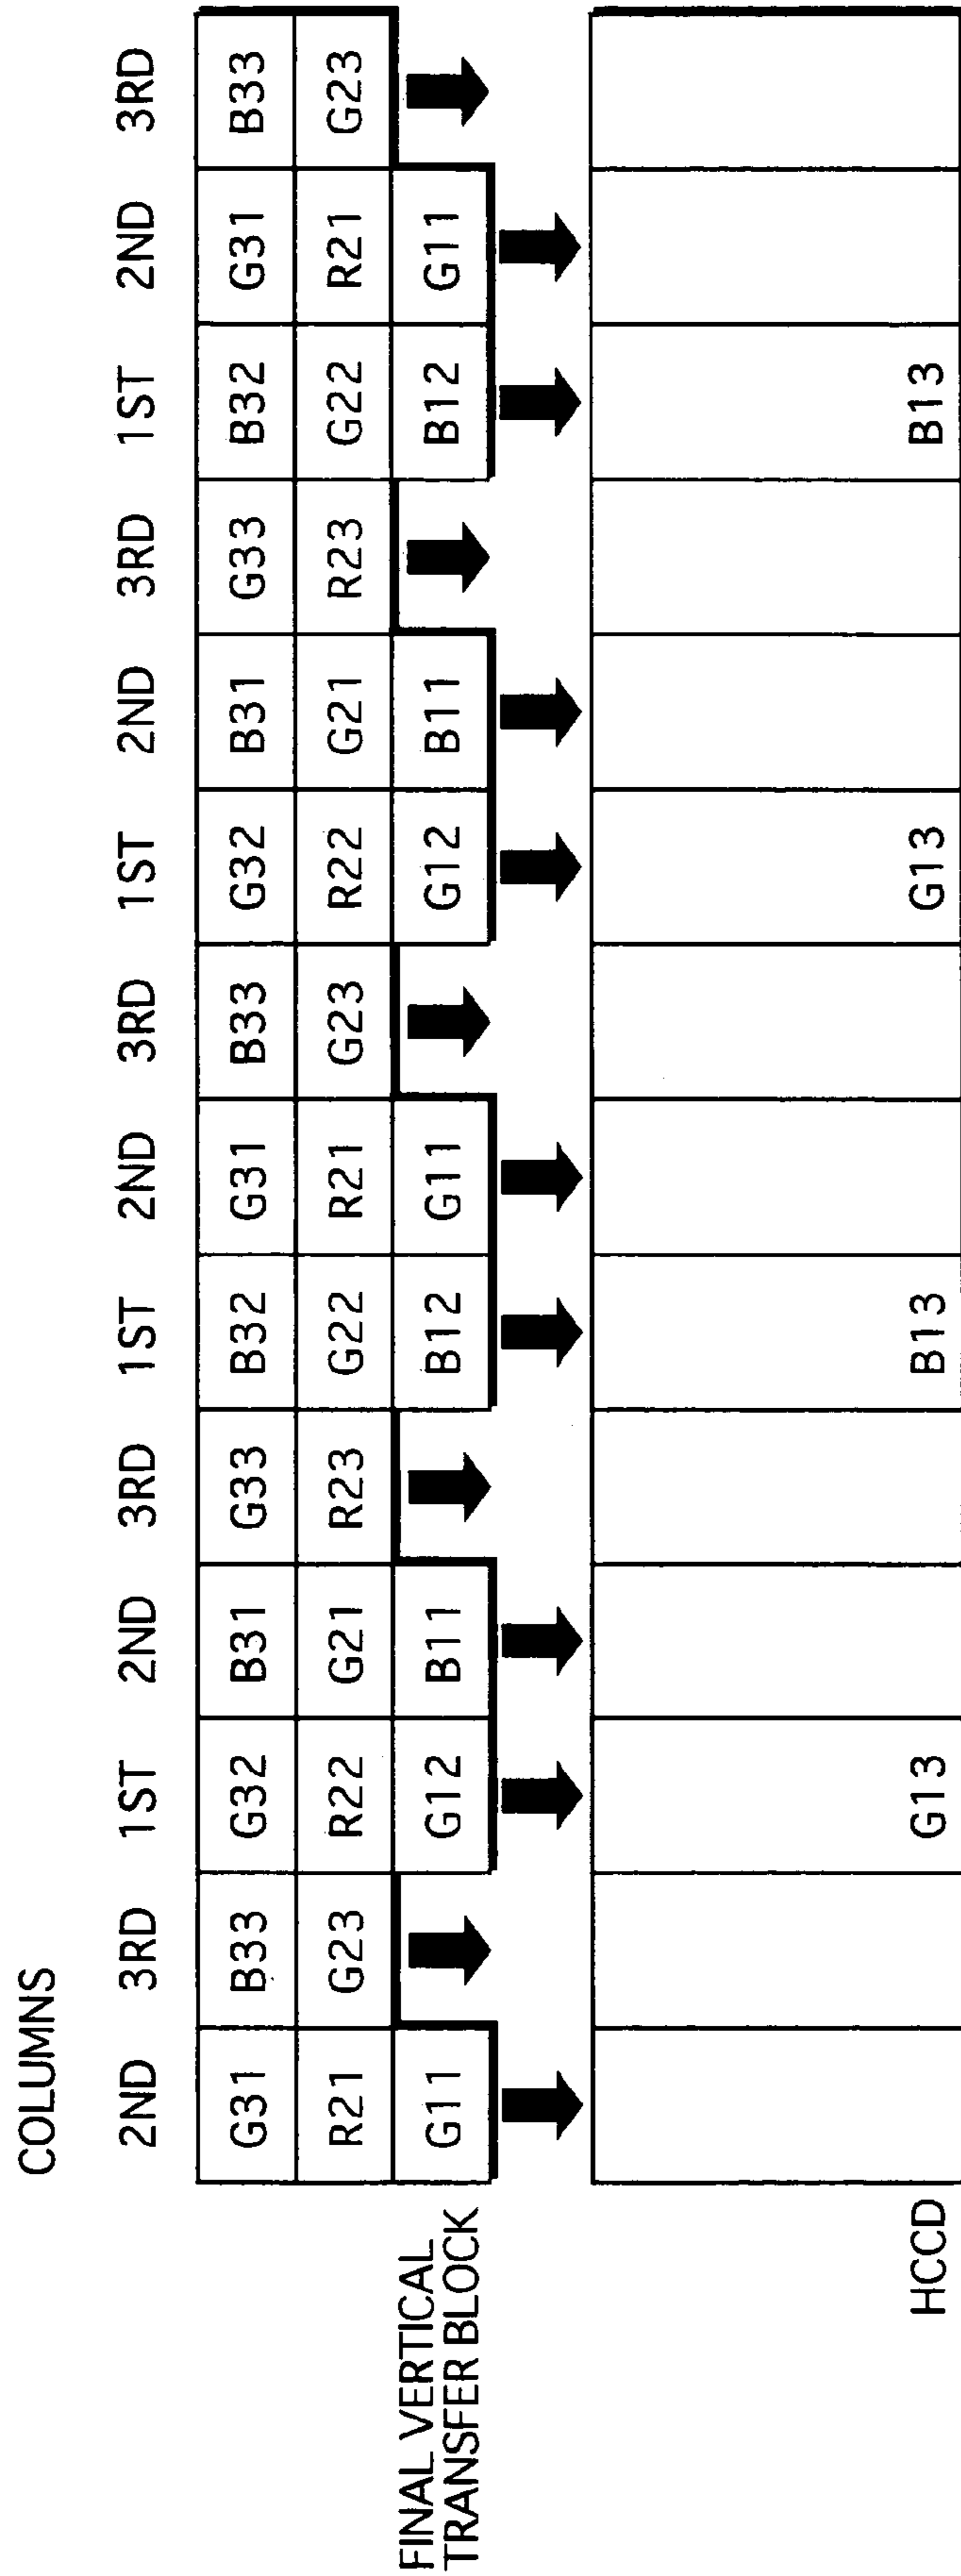 COLUMNS
2ND 3RD 1ST 2ND 3RD 1ST 2ND 3RD 1ST 2ND 3RD 1ST 2ND 3RD
G31 B33 G32 B31 G33 B32 G31 B33 G32 B31 G33 B32 G31 B33
R21 G23 R22 G21 R23 G22 R21 G23 R22 G21 R23 G22 R21 G23
FINAL VERTICAL
TRANSFER BLOCK
G11 G12 B11 B12 G11 G12 B11 B12 G11
HCCD
G13 B13 G13 B13